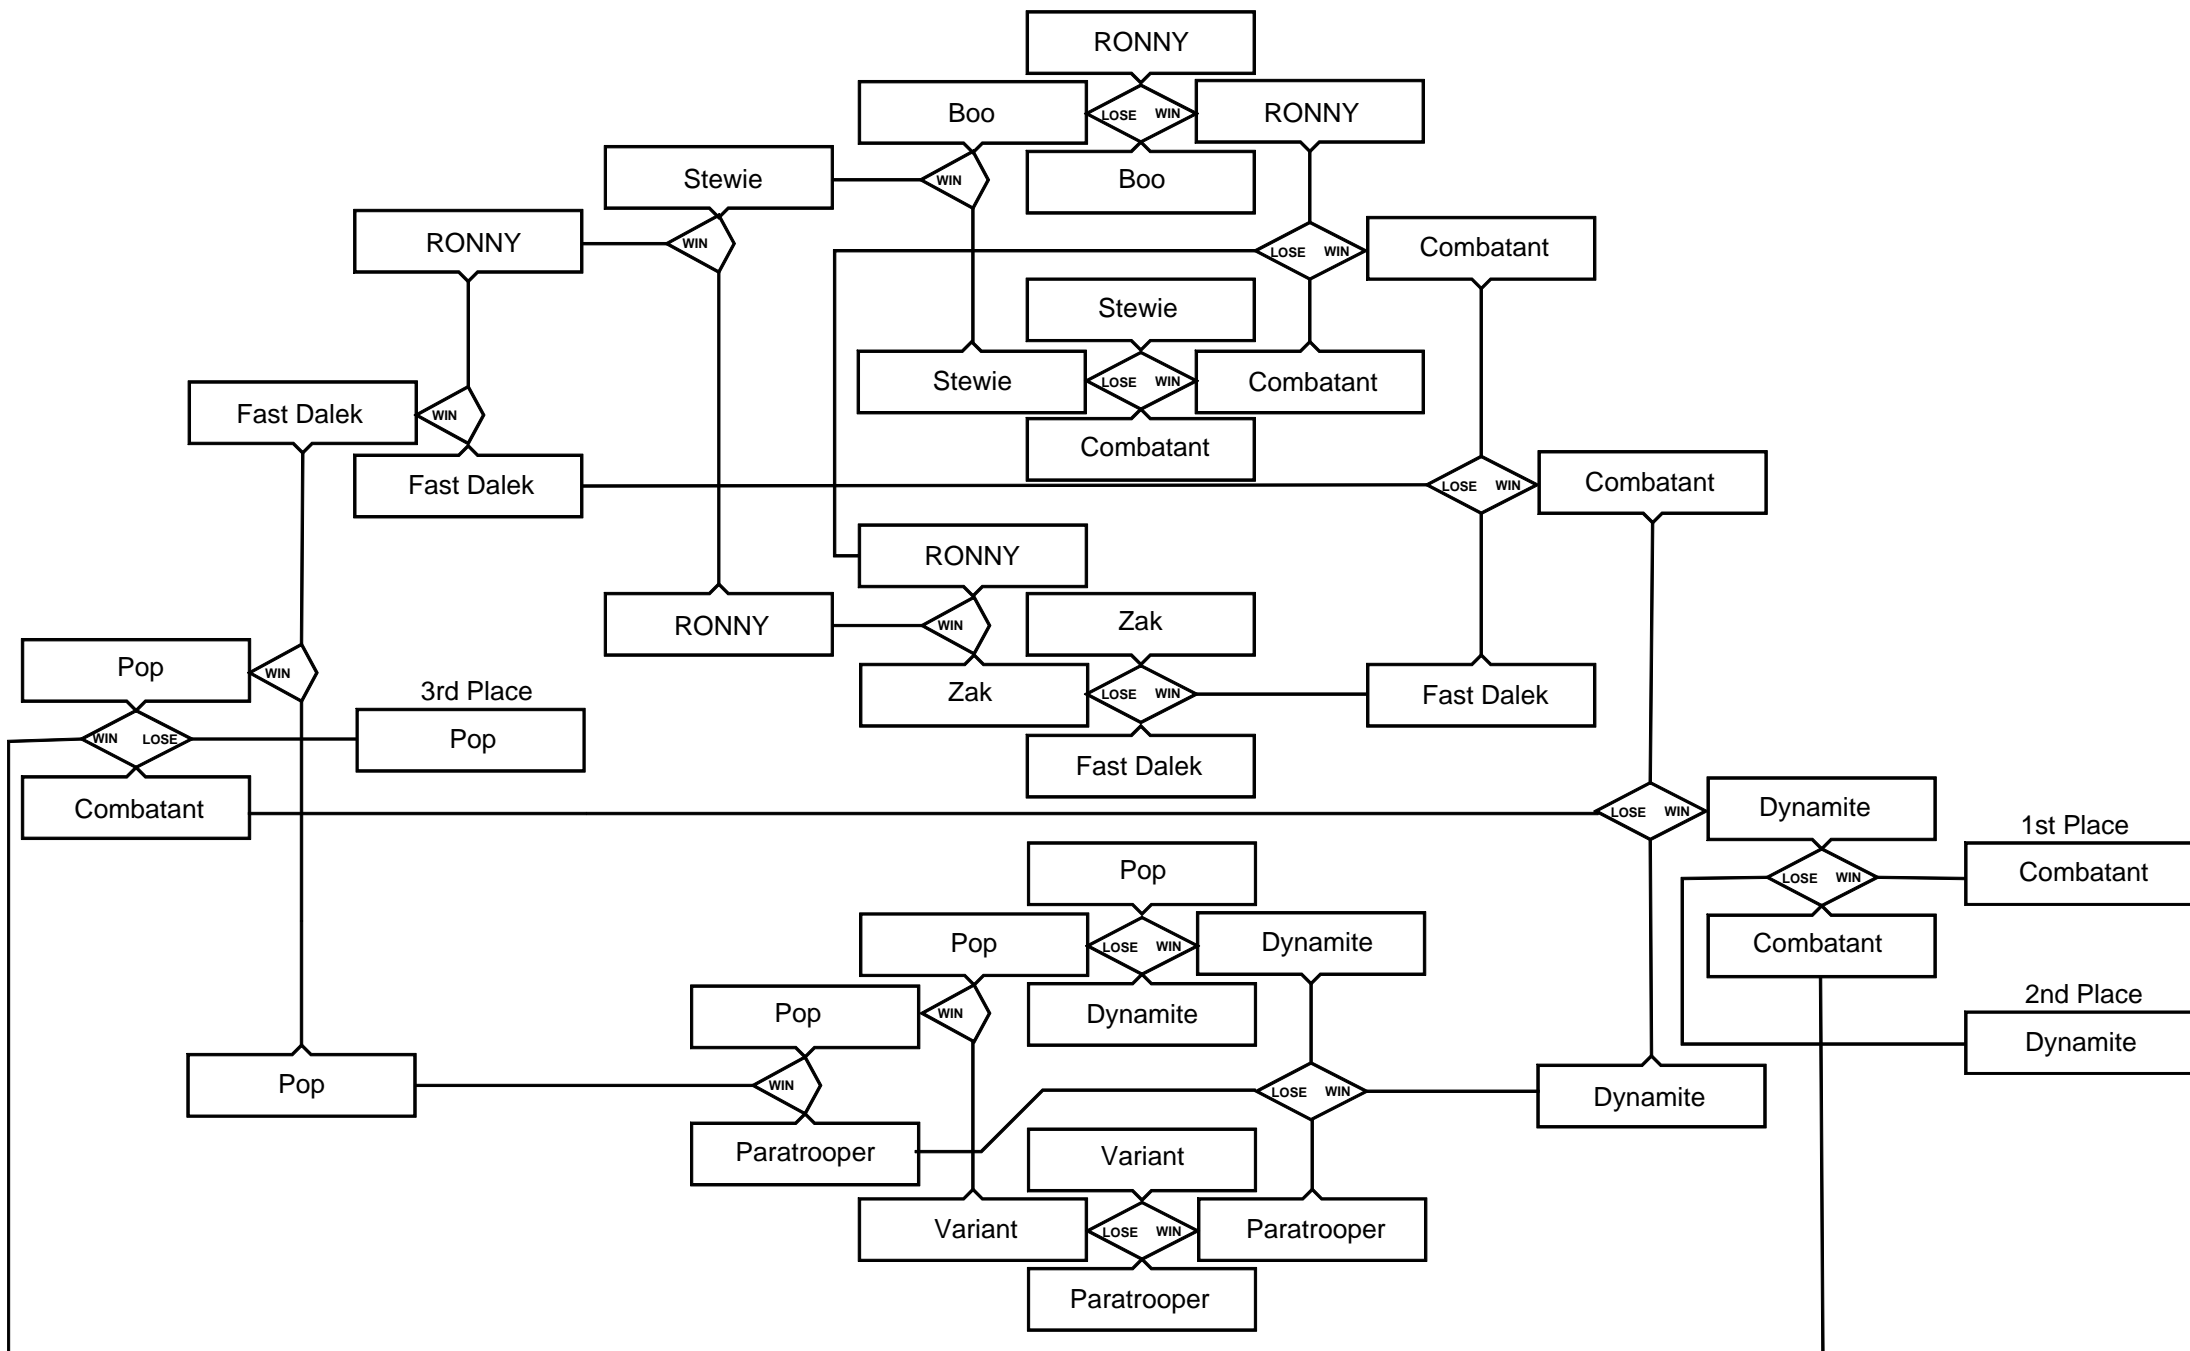 RONNY
Boo
LOSE WIN
RONNY
Stewie
WIN
Boo
RONNY
WIN
LOSE WIN
Combatant
Stewie
Stewie
LOSE WIN
Combatant
Fast Dalek
WIN
Combatant
Fast Dalek
LOSE WIN
Combatant
RONNY
RONNY
WIN
Zak
Pop
WIN
Zak
LOSE WIN
Fast Dalek
3rd Place
WIN LOSE
Pop
Fast Dalek
Combatant
LOSE WIN
Dynamite
1st Place
Pop
LOSE WIN
Combatant
Pop
LOSE WIN
Dynamite
Combatant
2nd Place
Pop
WIN
Dynamite
Dynamite
Pop
WIN
LOSE WIN
Dynamite
Paratrooper
Variant
Variant
LOSE WIN
Paratrooper
Paratrooper